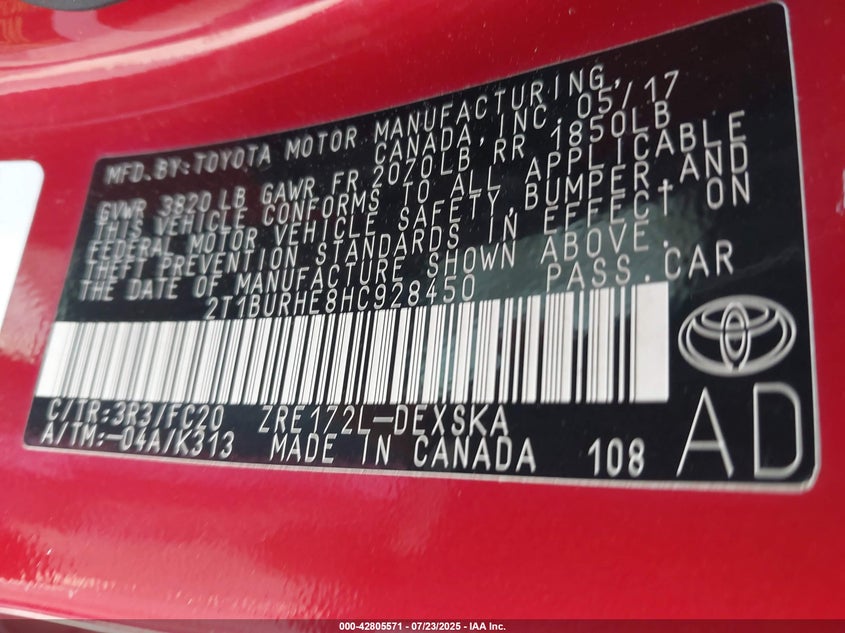 MFD.BY:TOYOTA MOTOR MANUFACTURING,
CANADA, INC. 05/17
GVWR 3820 LB GAWR FR 2070LB RR 1850LB
THIS VEHICLE CONFORMS TO ALL APPLICABLE
FEDERAL MOTOR VEHICLE SAFETY, BUMPER, AND
THEFT PREVENTION STANDARDS IN EFFECT ON
THE DATE OF MANUFACTURE SHOWN ABOVE.
2T1BURHE8HC928450 PASS.CAR
C/TR:3R3/FC20 ZRE172L-DEXSKA
A/TM:-04A/K313 MADE IN CANADA 108
AD
000-42805571 - 07/23/2025 - IAA Inc.